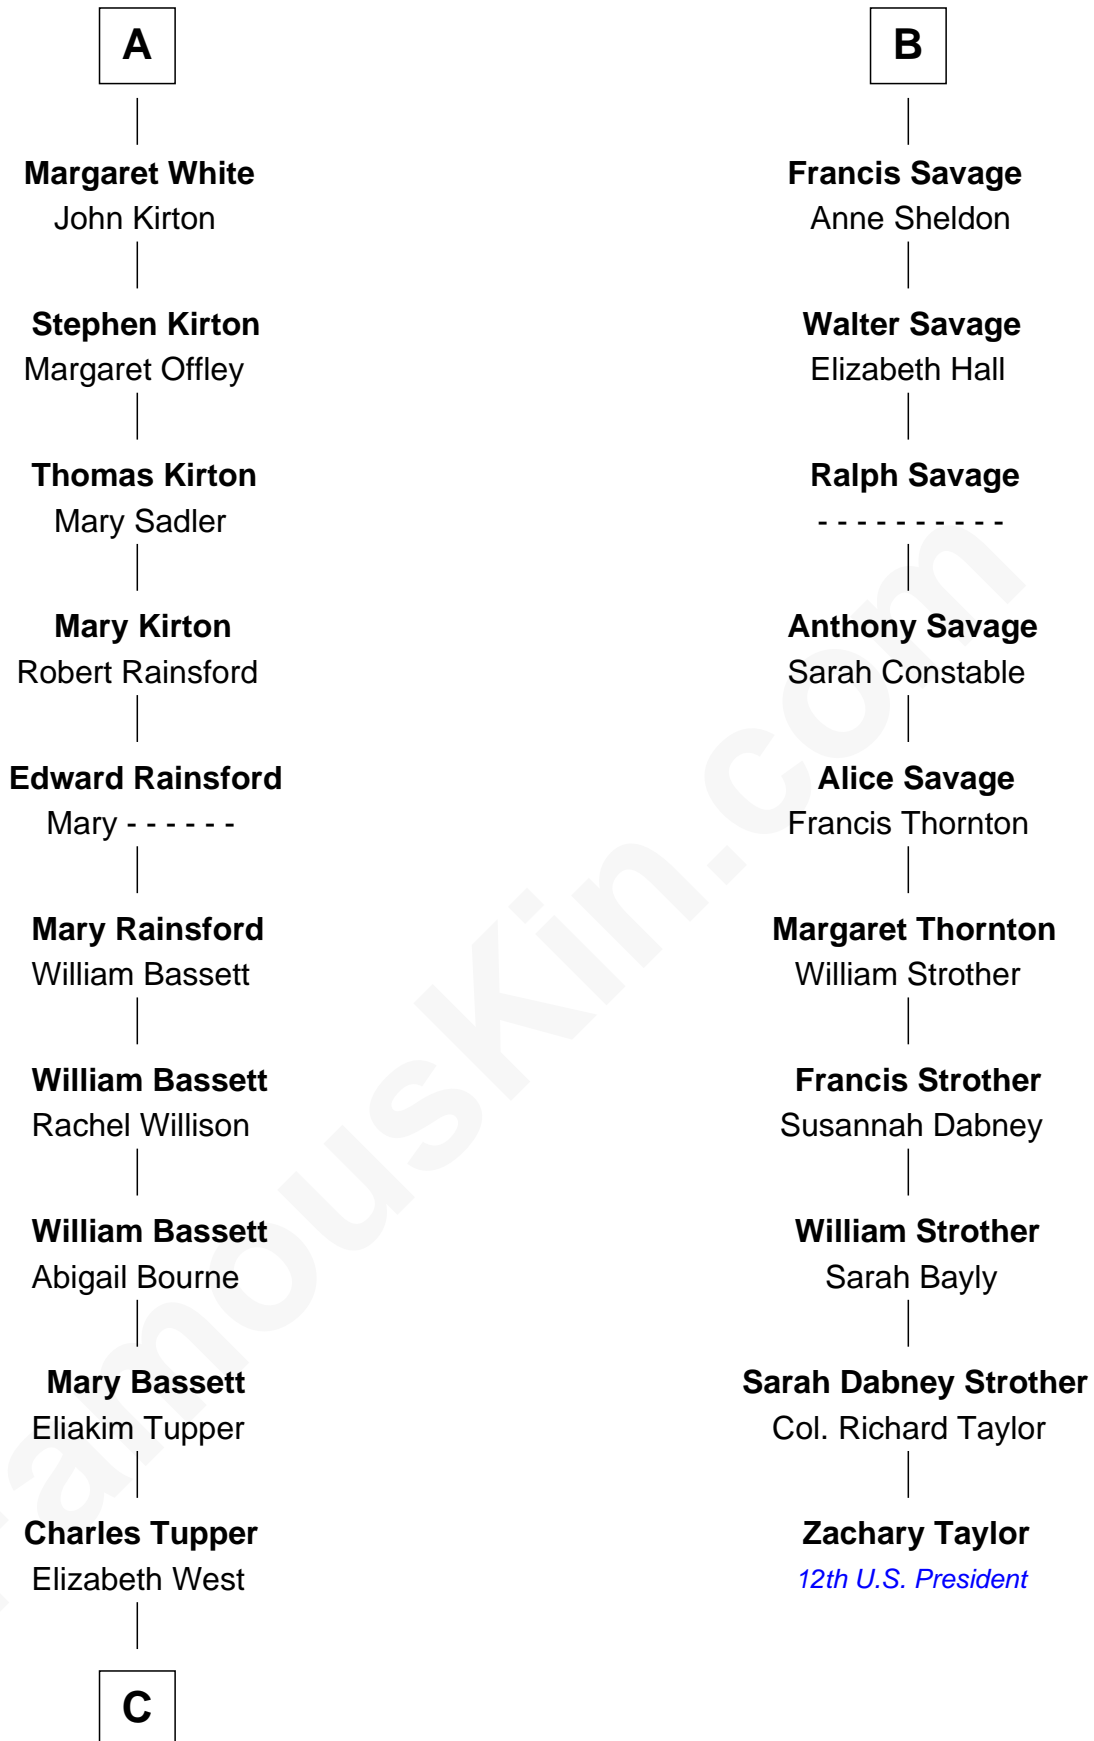 A
Margaret White
John Kirton
Stephen Kirton
Margaret Offley
Thomas Kirton
Mary Sadler
Mary Kirton
Robert Rainsford
Edward Rainsford
Mary - - - - - -
Mary Rainsford
William Bassett
William Bassett
Rachel Willison
William Bassett
Abigail Bourne
Mary Bassett
Eliakim Tupper
Charles Tupper
Elizabeth West
C
B
Francis Savage
Anne Sheldon
Walter Savage
Elizabeth Hall
Ralph Savage
- - - - - - - - - -
Anthony Savage
Sarah Constable
Alice Savage
Francis Thornton
Margaret Thornton
William Strother
Francis Strother
Susannah Dabney
William Strother
Sarah Bayly
Sarah Dabney Strother
Col. Richard Taylor
Zachary Taylor
12th U.S. President
FamousKin.com